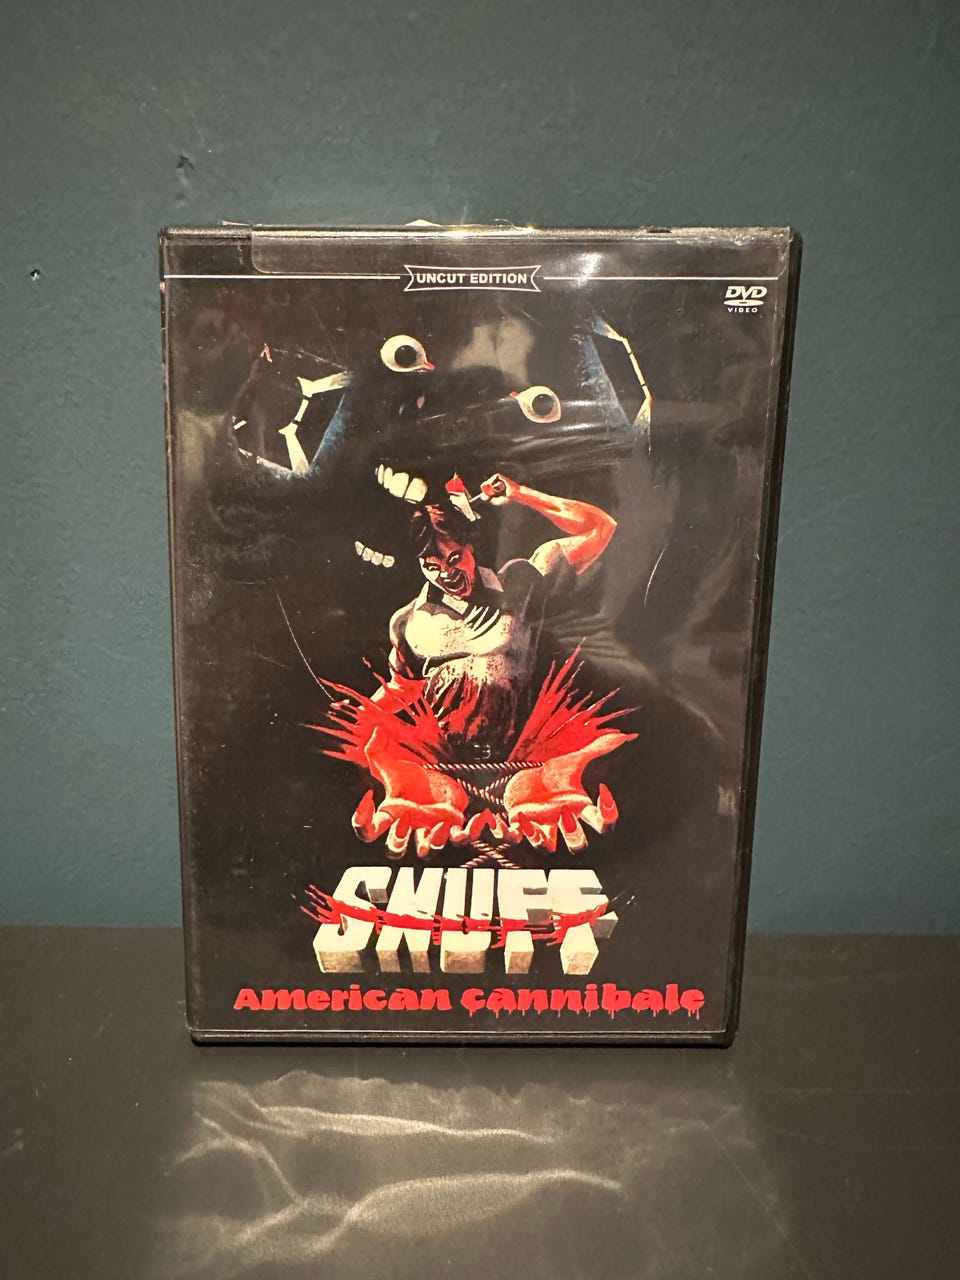 UNCUT EDITION
DVD
VIDEO
SNUFF
American cannibale